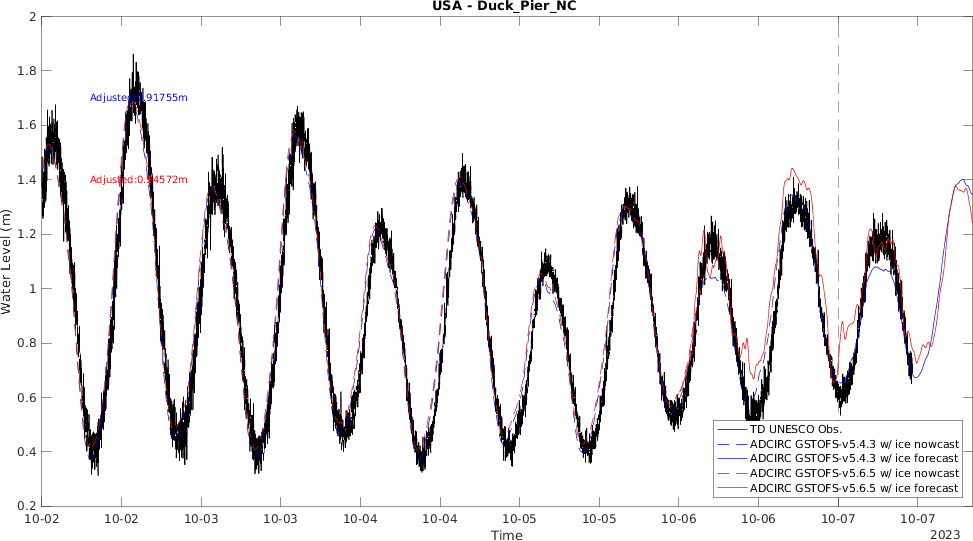 USA - Duck_Pier_NC
2
1.8
1.6
1.4
1.2
1
0.8
0.6
0.4
0.2
Water Level (m)
Adjusted:0.91755m
Adjusted:0.94572m
TD UNESCO Obs.
ADCIRC GSTOFS-v5.4.3 w/ ice nowcast
ADCIRC GSTOFS-v5.4.3 w/ ice forecast
ADCIRC GSTOFS-v5.6.5 w/ ice nowcast
ADCIRC GSTOFS-v5.6.5 w/ ice forecast
10-02 10-02 10-03 10-03 10-04 10-04 10-05 10-05 10-06 10-06 10-07 10-07
2023
Time